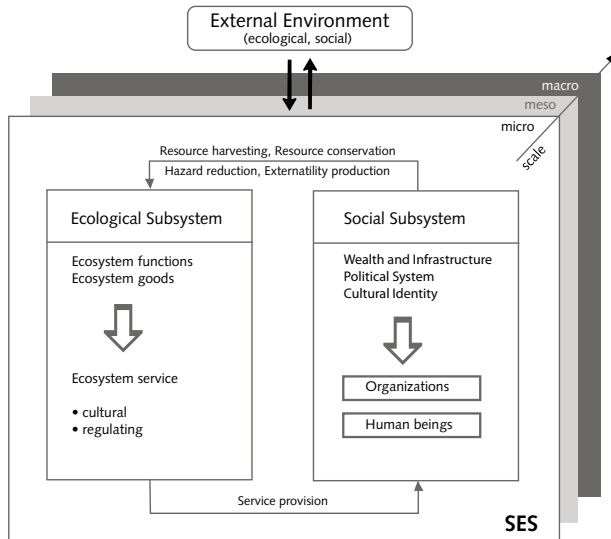 External Environment
(ecological, social)
macro
meso
micro
scale
Resource harvesting, Resource conservation
Hazard reduction, Externatility production
Ecological Subsystem
Ecosystem functions
Ecosystem goods
Ecosystem service
• cultural
• regulating
Social Subsystem
Wealth and Infrastructure
Political System
Cultural Identity
Organizations
Human beings
Service provision
SES